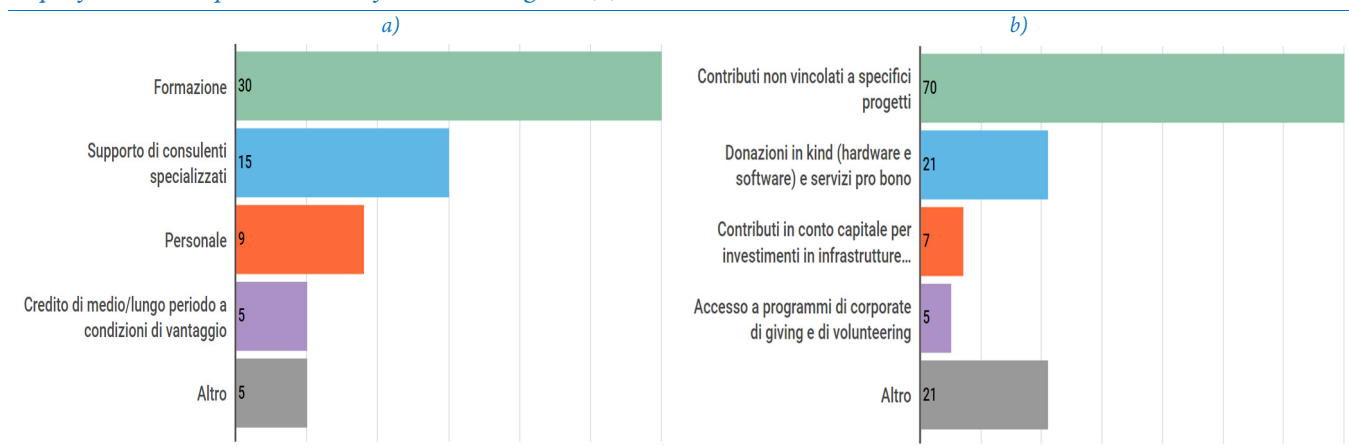 a)
Formazione
30
Supporto di consulenti
specializzati
15
Personale
9
Credito di medio/lungo periodo a
condizioni di vantaggio
5
Altro
5
b)
Contributi non vincolati a specifici
progetti
70
Donazioni in kind (hardware e
software) e servizi pro bono
21
Contributi in conto capitale per
investimenti in infrastrutture...
7
Accesso a programmi di corporate
di giving e di volunteering
5
Altro
21